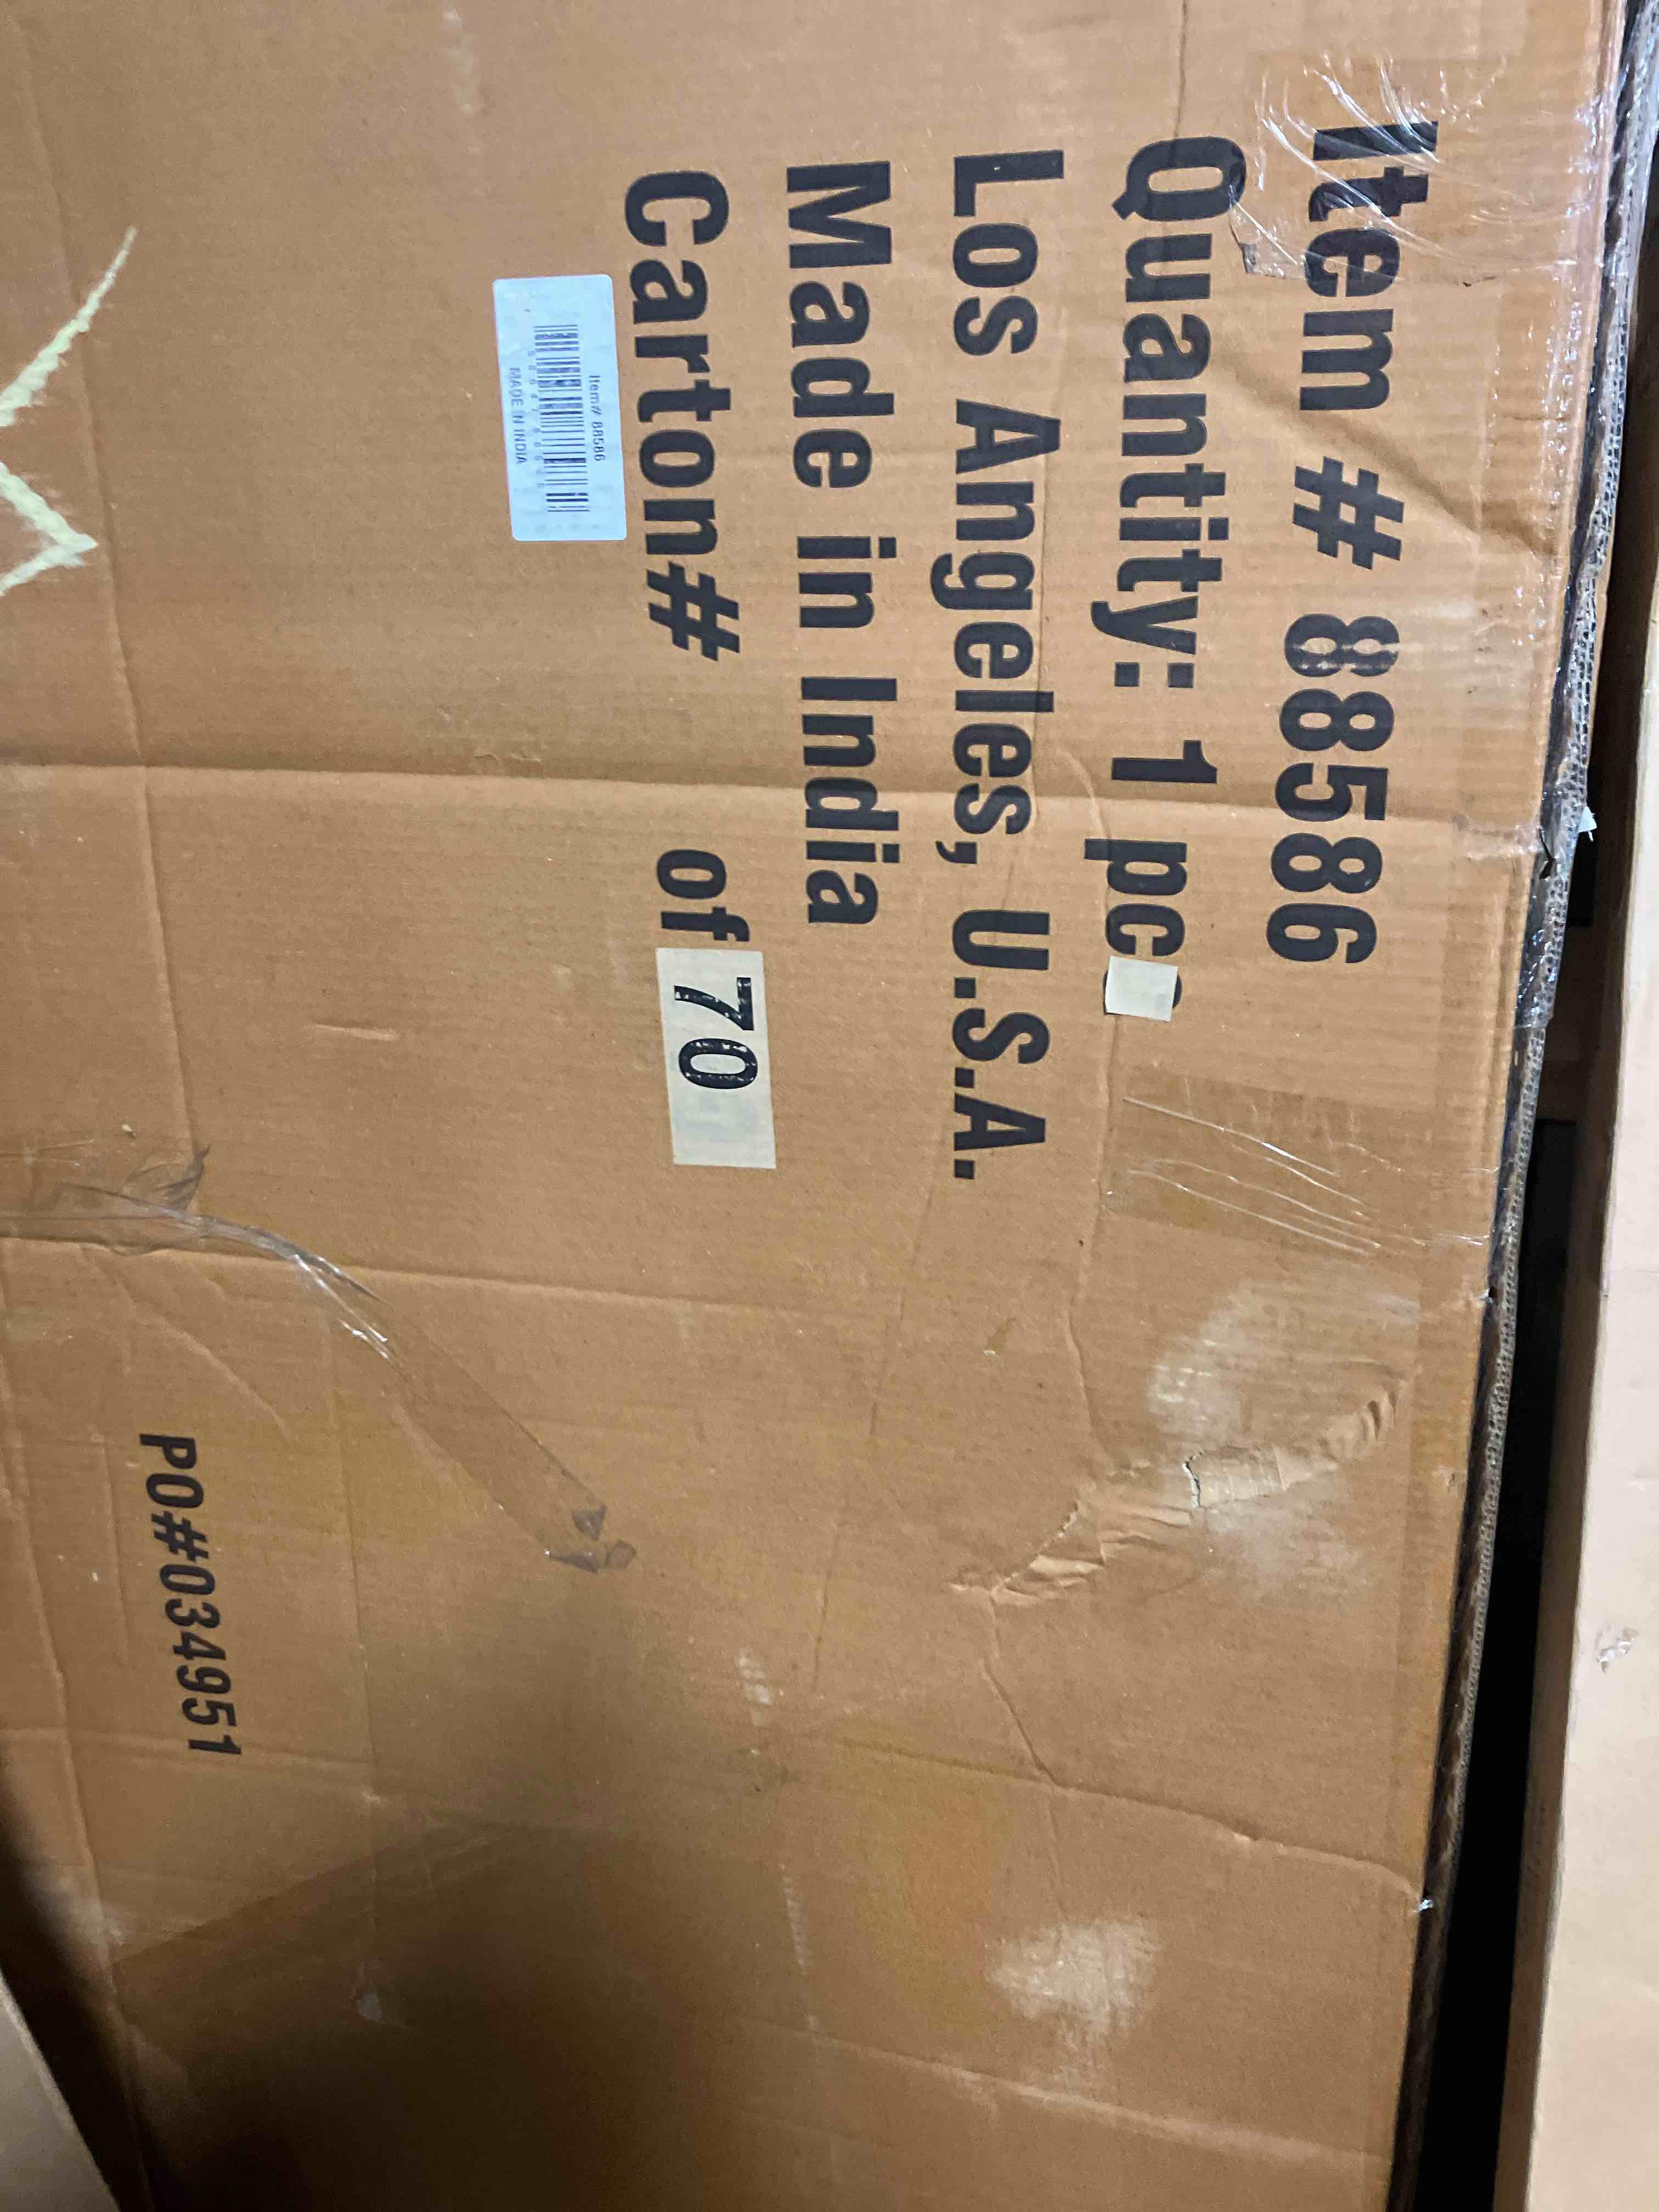 Item # 88586
Quantity: 1 pc
Los Angeles, U.S.A.
Made in India
Carton# of 70
Item# 88586
MADE IN INDIA
PO#034951